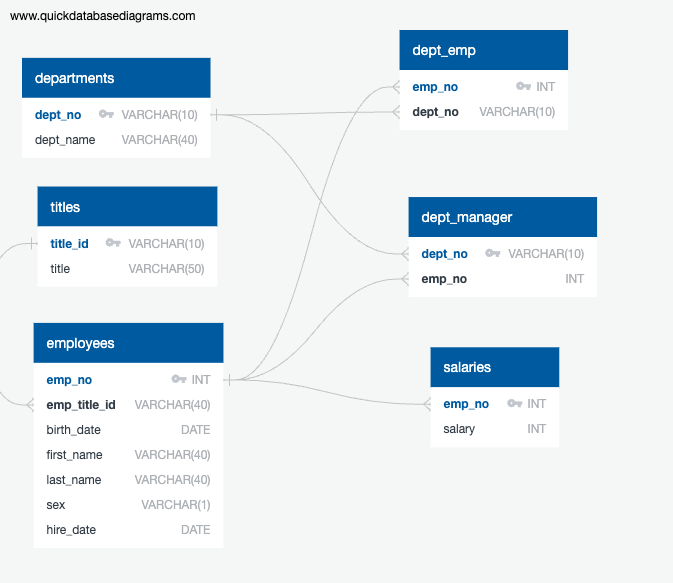 www.quickdatabasediagrams.com
departments
dept_no VARCHAR(10)
dept_name VARCHAR(40)
titles
title_id VARCHAR(10)
title VARCHAR(50)
employees
emp_no INT
emp_title_id VARCHAR(40)
birth_date DATE
first_name VARCHAR(40)
last_name VARCHAR(40)
sex VARCHAR(1)
hire_date DATE
dept_emp
emp_no INT
dept_no VARCHAR(10)
dept_manager
dept_no VARCHAR(10)
emp_no INT
salaries
emp_no INT
salary INT